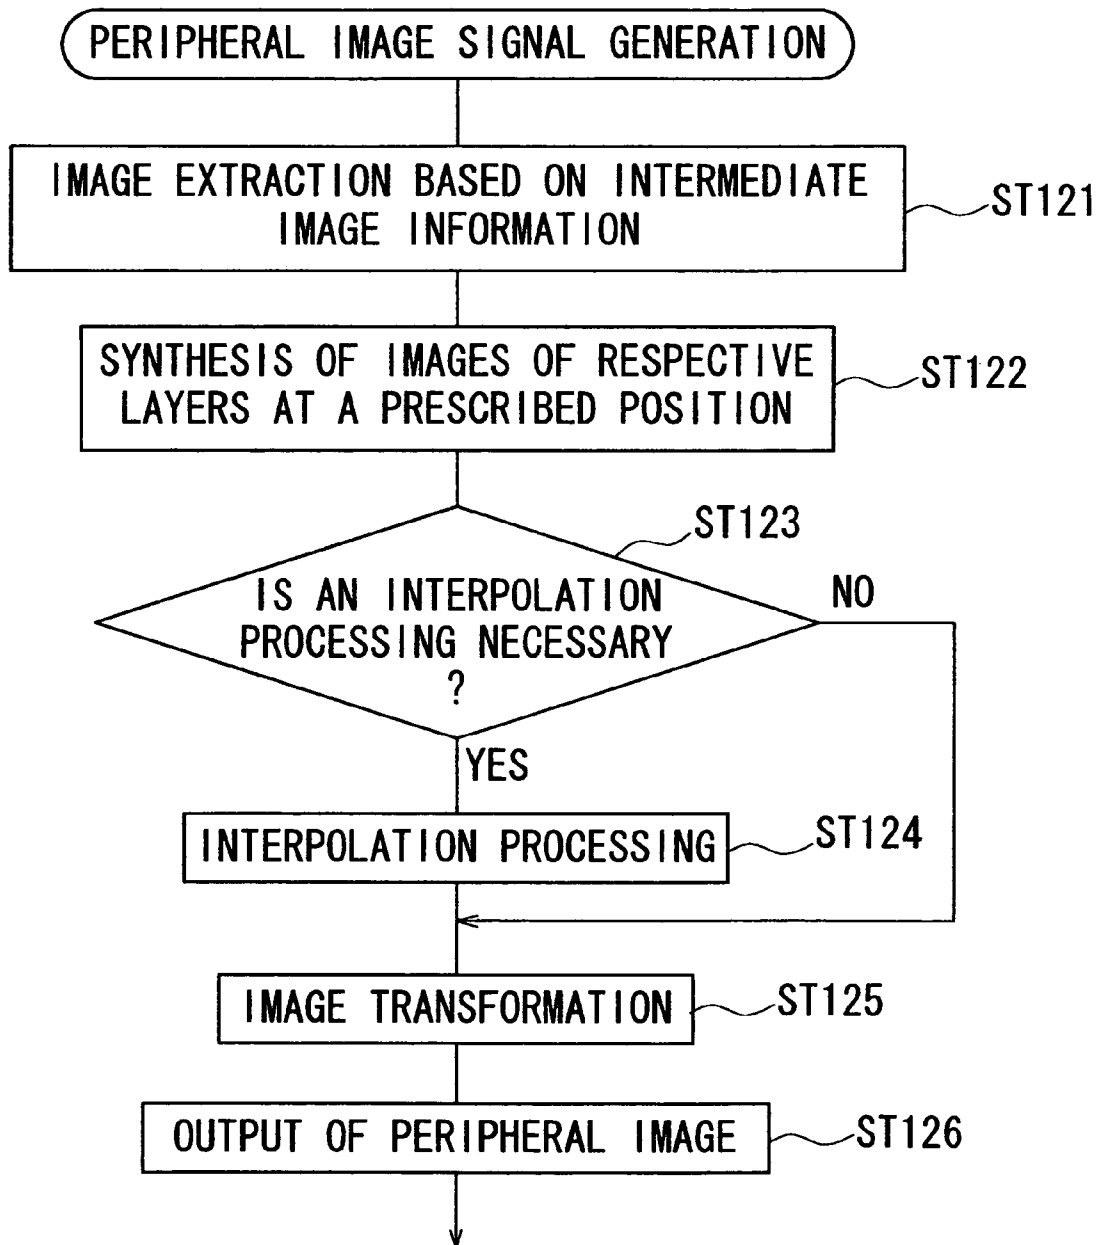 PERIPHERAL IMAGE SIGNAL GENERATION
IMAGE EXTRACTION BASED ON INTERMEDIATE
IMAGE INFORMATION
ST121
SYNTHESIS OF IMAGES OF RESPECTIVE
LAYERS AT A PRESCRIBED POSITION
ST122
ST123
IS AN INTERPOLATION
PROCESSING NECESSARY
?
NO
YES
INTERPOLATION PROCESSING
ST124
IMAGE TRANSFORMATION
ST125
OUTPUT OF PERIPHERAL IMAGE
ST126